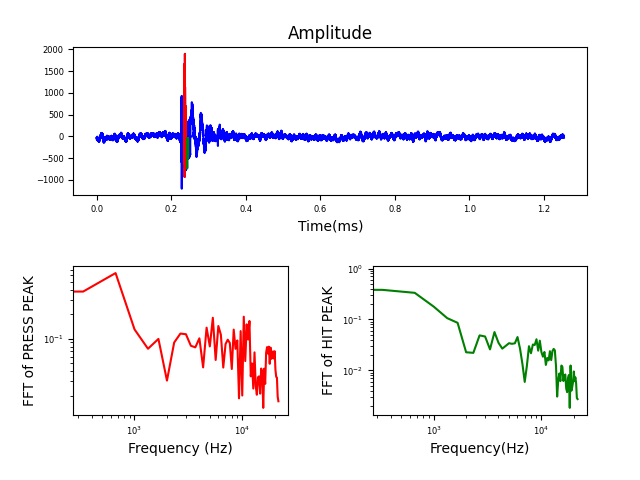 Amplitude
2000
1500
1000
500
0
−500
−1000
0.0 0.2 0.4 0.6 0.8 1.0 1.2
Time(ms)
FFT of PRESS PEAK
10⁻¹
10³ 10⁴
Frequency (Hz)
FFT of HIT PEAK
10⁰
10⁻¹
10⁻²
10³ 10⁴
Frequency(Hz)